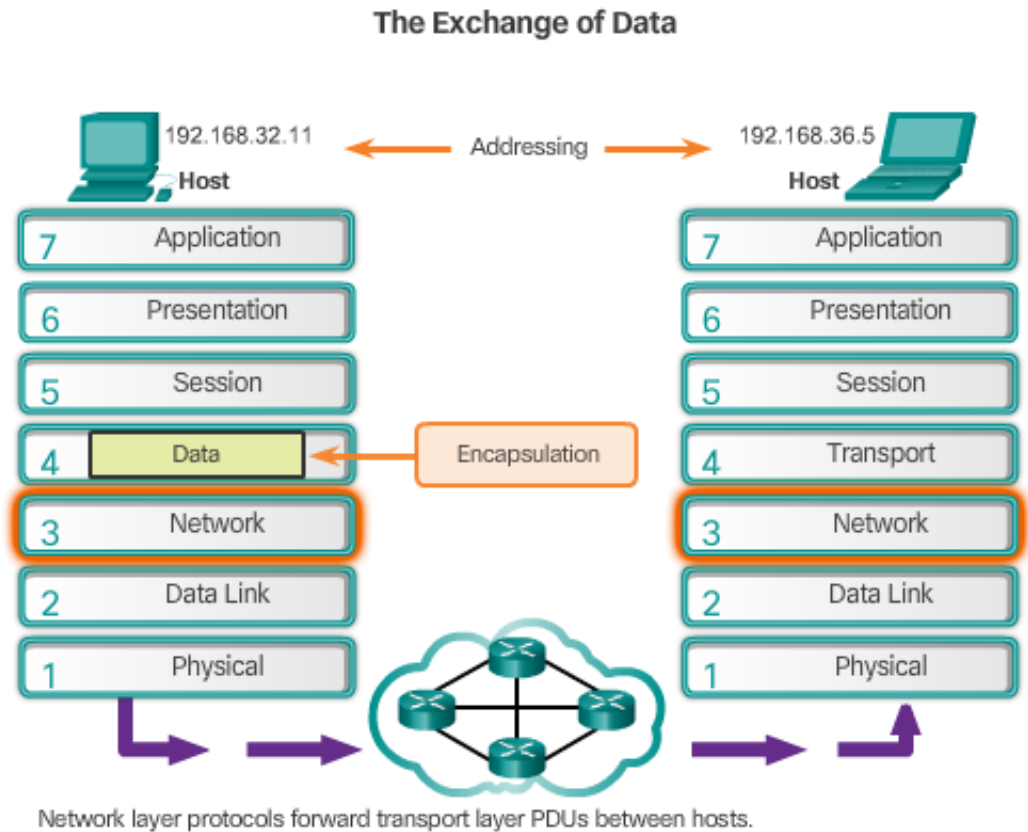 The Exchange of Data
192.168.32.11
Addressing
192.168.36.5
Host
Host
7 Application
6 Presentation
5 Session
4 Data
Encapsulation
3 Network
2 Data Link
1 Physical
7 Application
6 Presentation
5 Session
4 Transport
3 Network
2 Data Link
1 Physical
Network layer protocols forward transport layer PDUs between hosts.